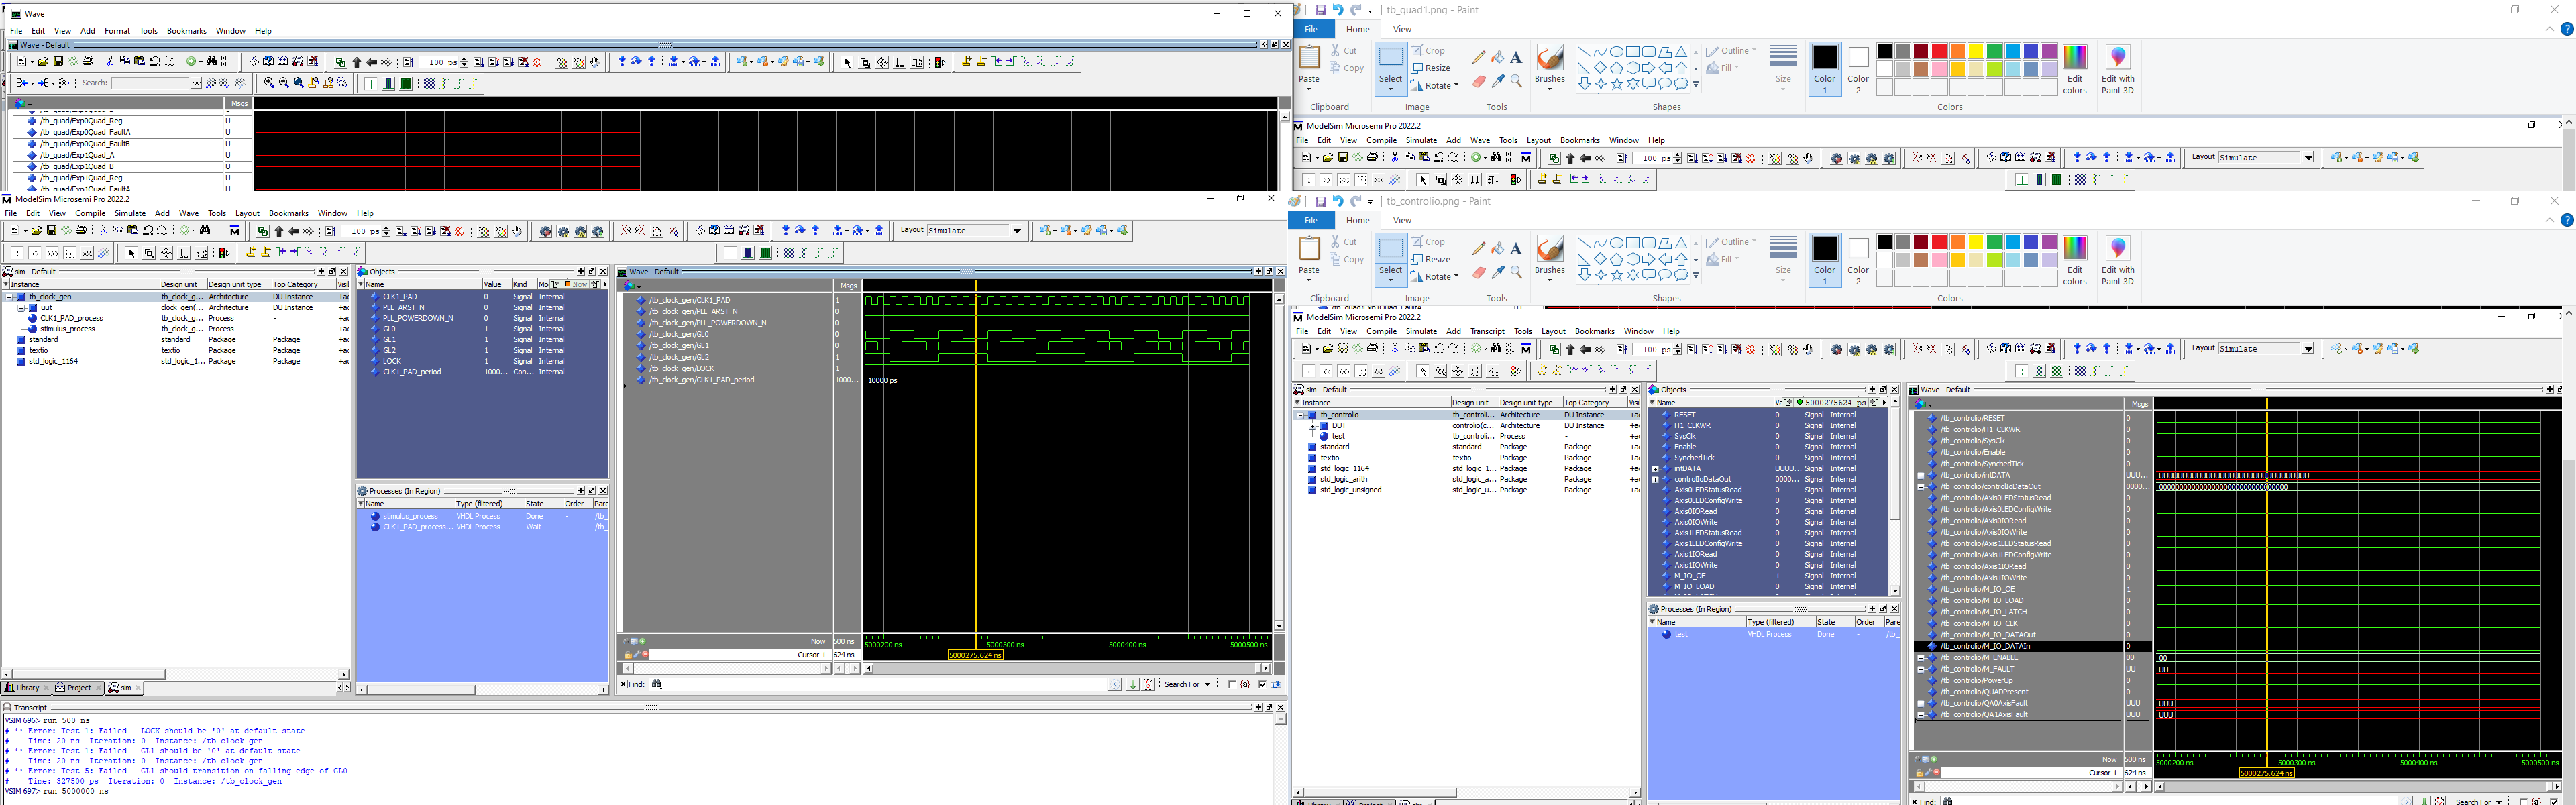 Wave
File Edit View Add Format Tools Bookmarks Window Help
Wave - Default
100 ps
Search:
Msgs
/tb_quad/Exp0Quad_Reg U
/tb_quad/Exp0Quad_FaultA U
/tb_quad/Exp0Quad_FaultB U
/tb_quad/Exp1Quad_A U
/tb_quad/Exp1Quad_B U
/tb_quad/Exp1Quad_Reg U
/tb_quad/Exp1Quad_FaultA U
ModelSim Microsemi Pro 2022.2
File Edit View Compile Simulate Add Wave Tools Layout Bookmarks Window Help
100 ps
Layout Simulate
ALL
sim - Default
Instance Design unit Design unit type Top Category Visi
tb_clock_gen tb_clock_g... Architecture DU Instance +a
uut clock_gen(... Architecture DU Instance +a
CLK1_PAD_process tb_clock_g... Process - +a
stimulus_process tb_clock_g... Process - +a
standard standard Package Package +a
textio textio Package Package +a
std_logic_1164 std_logic_1... Package Package +a
Library Project sim
Objects
Name Value Kind Mo Now
CLK1_PAD 0 Signal Internal
PLL_ARST_N 0 Signal Internal
PLL_POWERDOWN_N 0 Signal Internal
GL0 1 Signal Internal
GL1 1 Signal Internal
GL2 1 Signal Internal
LOCK 1 Signal Internal
CLK1_PAD_period 1000... Con... Internal
Processes (In Region)
Name Type (filtered) State Order Pare
stimulus_process VHDL Process Done - /tb_
CLK1_PAD_process... VHDL Process Wait - /tb_
Wave - Default
Msgs
/tb_clock_gen/CLK1_PAD 1
/tb_clock_gen/PLL_ARST_N 0
/tb_clock_gen/PLL_POWERDOWN_N 0
/tb_clock_gen/GL0 0
/tb_clock_gen/GL1 0
/tb_clock_gen/GL2 1
/tb_clock_gen/LOCK 1
/tb_clock_gen/CLK1_PAD_period 1000... 10000 ps
Now 500 ns
5000200 ns 5000300 ns 5000400 ns 5000500 ns
Cursor 1 524 ns 5000275.624 ns
Find: Search For (a)
Transcript
VSIM 696> run 500 ns
# ** Error: Test 1: Failed - LOCK should be '0' at default state
# Time: 20 ns Iteration: 0 Instance: /tb_clock_gen
# ** Error: Test 1: Failed - GL1 should be '0' at default state
# Time: 20 ns Iteration: 0 Instance: /tb_clock_gen
# ** Error: Test 5: Failed - GL1 should transition on falling edge of GL0
# Time: 327500 ps Iteration: 0 Instance: /tb_clock_gen
VSIM 697> run 5000000 ns
tb_quad1.png - Paint
File Home View
Paste Cut Copy Select Crop Resize Rotate Brushes Outline Fill Size Color 1 Color 2 Edit colors Edit with Paint 3D
Clipboard Image Tools Shapes Colors
ModelSim Microsemi Pro 2022.2
File Edit View Compile Simulate Add Wave Tools Layout Bookmarks Window Help
100 ps
Layout Simulate
ALL
tb_controlio.png - Paint
File Home View
Paste Cut Copy Select Crop Resize Rotate Brushes Outline Fill Size Color 1 Color 2 Edit colors Edit with Paint 3D
Clipboard Image Tools Shapes Colors
ModelSim Microsemi Pro 2022.2
File Edit View Compile Simulate Add Transcript Tools Layout Bookmarks Window Help
100 ps
Layout Simulate
ALL
sim - Default
Instance Design unit Design unit type Top Category Visi
tb_controlio tb_controli... Architecture DU Instance +a
DUT controlio(c... Architecture DU Instance +a
test tb_controli... Process - +a
standard standard Package Package +a
textio textio Package Package +a
std_logic_1164 std_logic_1... Package Package +a
std_logic_arith std_logic_a... Package Package +a
std_logic_unsigned std_logic_u... Package Package +a
Objects
Name Va 5000275624 ps
RESET 0 Signal Internal
H1_CLKWR 0 Signal Internal
SysClk 0 Signal Internal
Enable 0 Signal Internal
SynchedTick 0 Signal Internal
intDATA UUUU... Signal Internal
controlIoDataOut 0000... Signal Internal
Axis0LEDStatusRead 0 Signal Internal
Axis0LEDConfigWrite 0 Signal Internal
Axis0IORead 0 Signal Internal
Axis0IOWrite 0 Signal Internal
Axis1LEDStatusRead 0 Signal Internal
Axis1LEDConfigWrite 0 Signal Internal
Axis1IORead 0 Signal Internal
Axis1IOWrite 0 Signal Internal
M_IO_OE 1 Signal Internal
M_IO_LOAD 0 Signal Internal
Processes (In Region)
Name Type (filtered) State Order Pare
test VHDL Process Done - /tb_
Wave - Default
Msgs
/tb_controlio/RESET 0
/tb_controlio/H1_CLKWR 0
/tb_controlio/SysClk 0
/tb_controlio/Enable 0
/tb_controlio/SynchedTick 0
/tb_controlio/intDATA UUU...
/tb_controlio/controlIoDataOut 0000...
/tb_controlio/Axis0LEDStatusRead 0
/tb_controlio/Axis0LEDConfigWrite 0
/tb_controlio/Axis0IORead 0
/tb_controlio/Axis0IOWrite 0
/tb_controlio/Axis1LEDStatusRead 0
/tb_controlio/Axis1LEDConfigWrite 0
/tb_controlio/Axis1IORead 0
/tb_controlio/Axis1IOWrite 0
/tb_controlio/M_IO_OE 1
/tb_controlio/M_IO_LOAD 0
/tb_controlio/M_IO_LATCH 0
/tb_controlio/M_IO_CLK 0
/tb_controlio/M_IO_DATAOut 0
/tb_controlio/M_IO_DATAIn 0
/tb_controlio/M_ENABLE 00 00
/tb_controlio/M_FAULT UU UU
/tb_controlio/PowerUp 0
/tb_controlio/QUADPresent 0
/tb_controlio/QA0AxisFault UUU UUU
/tb_controlio/QA1AxisFault UUU UUU
Now 500 ns
5000200 ns 5000300 ns 5000400 ns 5000500 ns
Cursor 1 524 ns 5000275.624 ns
Find: Search For